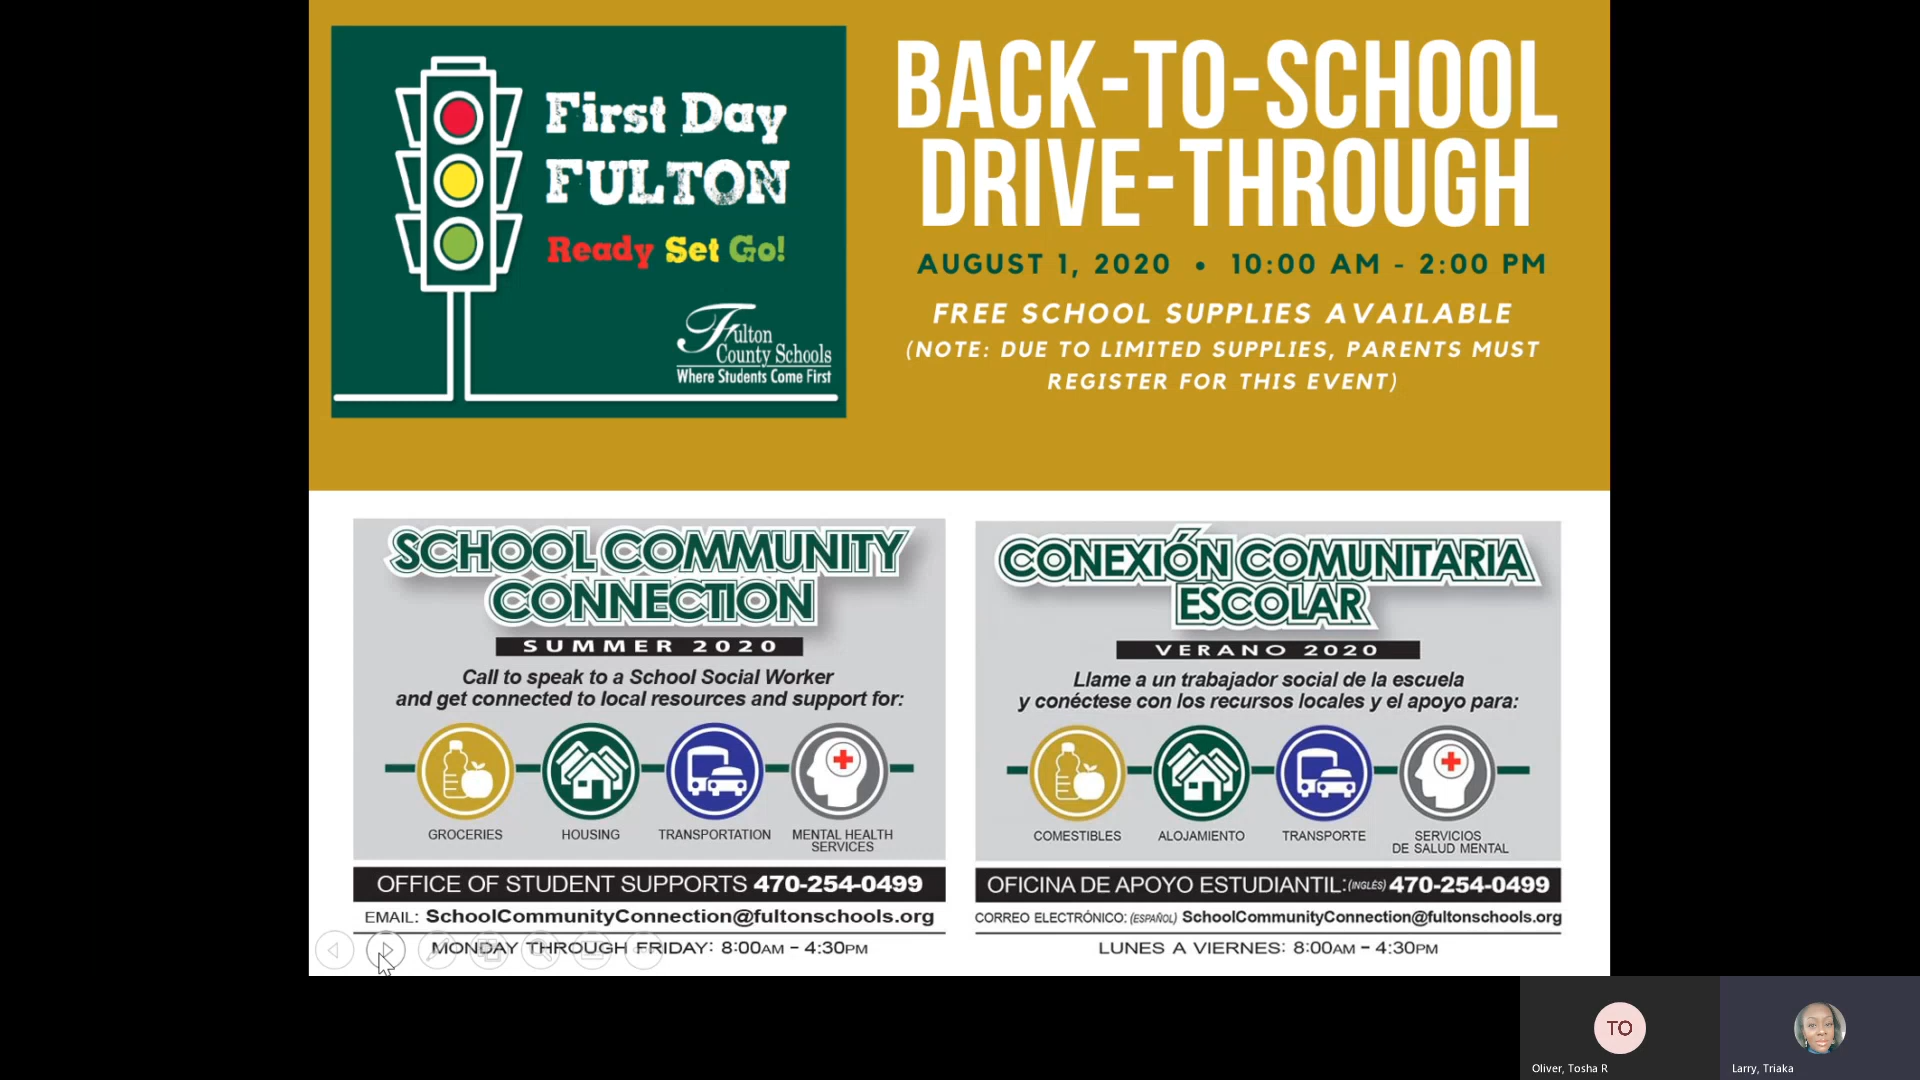 First Day
FULTON
Ready Set Go!
Fulton
County Schools
Where Students Come First
BACK-TO-SCHOOL
DRIVE-THROUGH
AUGUST 1, 2020 • 10:00 AM - 2:00 PM
FREE SCHOOL SUPPLIES AVAILABLE
(NOTE: DUE TO LIMITED SUPPLIES, PARENTS MUST
REGISTER FOR THIS EVENT)
SCHOOL COMMUNITY
CONNECTION
SUMMER 2020
Call to speak to a School Social Worker
and get connected to local resources and support for:
GROCERIES
HOUSING
TRANSPORTATION
MENTAL HEALTH
SERVICES
OFFICE OF STUDENT SUPPORTS 470-254-0499
EMAIL: SchoolCommunityConnection@fultonschools.org
MONDAY THROUGH FRIDAY: 8:00AM – 4:30PM
CONEXIÓN COMUNITARIA
ESCOLAR
VERANO 2020
Llame a un trabajador social de la escuela
y conéctese con los recursos locales y el apoyo para:
COMESTIBLES
ALOJAMIENTO
TRANSPORTE
SERVICIOS
DE SALUD MENTAL
OFICINA DE APOYO ESTUDIANTIL: (INGLÉS) 470-254-0499
CORREO ELECTRÓNICO: (ESPAÑOL) SchoolCommunityConnection@fultonschools.org
LUNES A VIERNES: 8:00AM – 4:30PM
TO
Oliver, Tosha R
Larry, Triaka